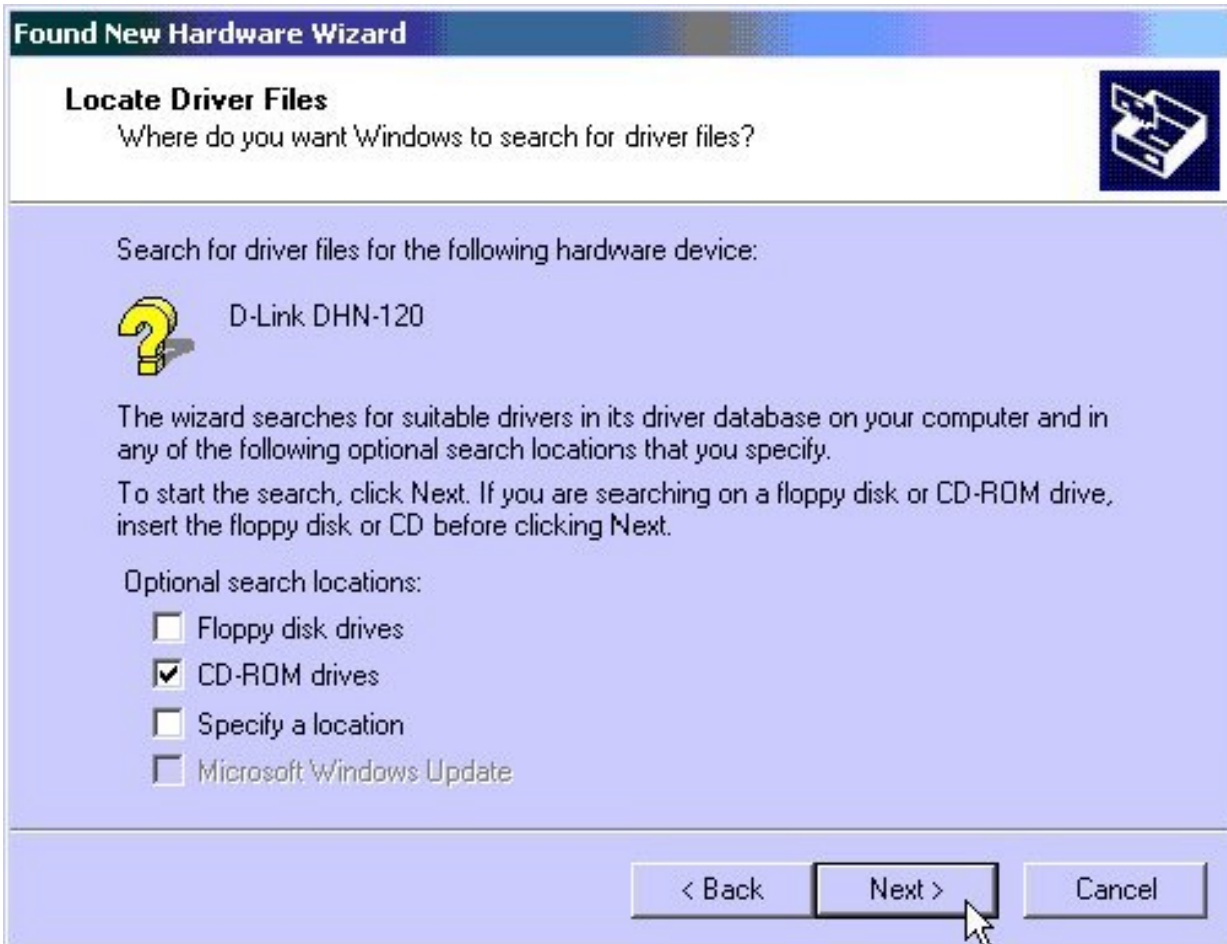 Found New Hardware Wizard
Locate Driver Files
Where do you want Windows to search for driver files?
Search for driver files for the following hardware device:
D-Link DHN-120
The wizard searches for suitable drivers in its driver database on your computer and in
any of the following optional search locations that you specify.
To start the search, click Next. If you are searching on a floppy disk or CD-ROM drive,
insert the floppy disk or CD before clicking Next.
Optional search locations:
Floppy disk drives
CD-ROM drives
Specify a location
Microsoft Windows Update
< Back Next > Cancel